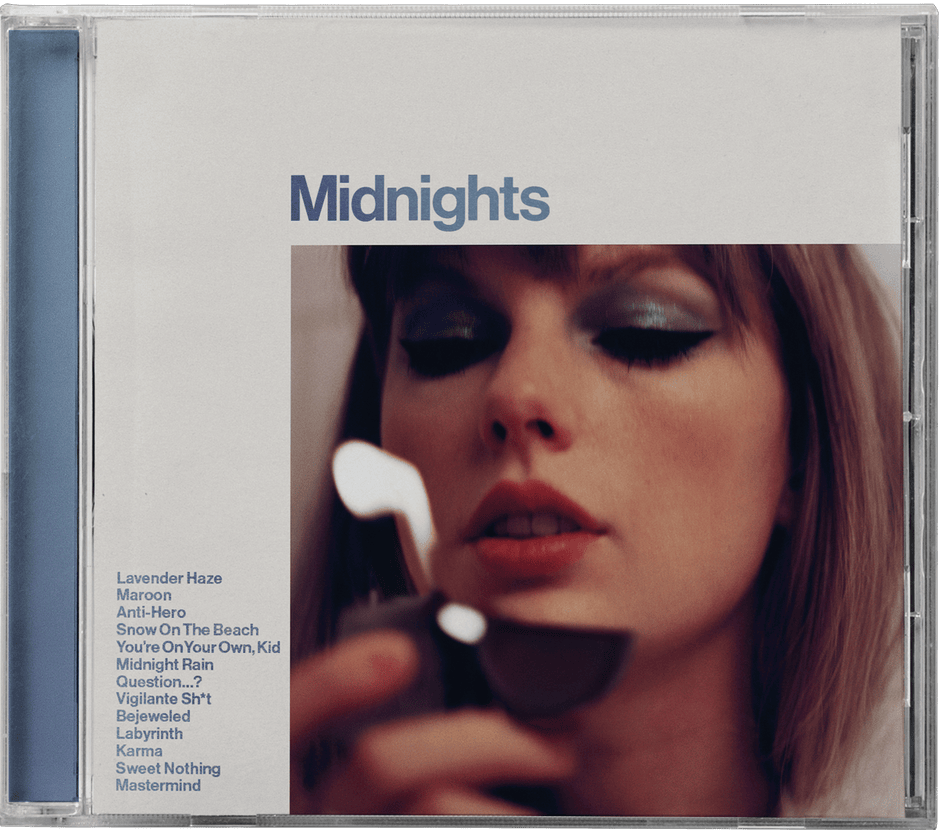 Midnights
Lavender Haze
Maroon
Anti-Hero
Snow On The Beach
You're On Your Own, Kid
Midnight Rain
Question...?
Vigilante Sh*t
Bejeweled
Labyrinth
Karma
Sweet Nothing
Mastermind